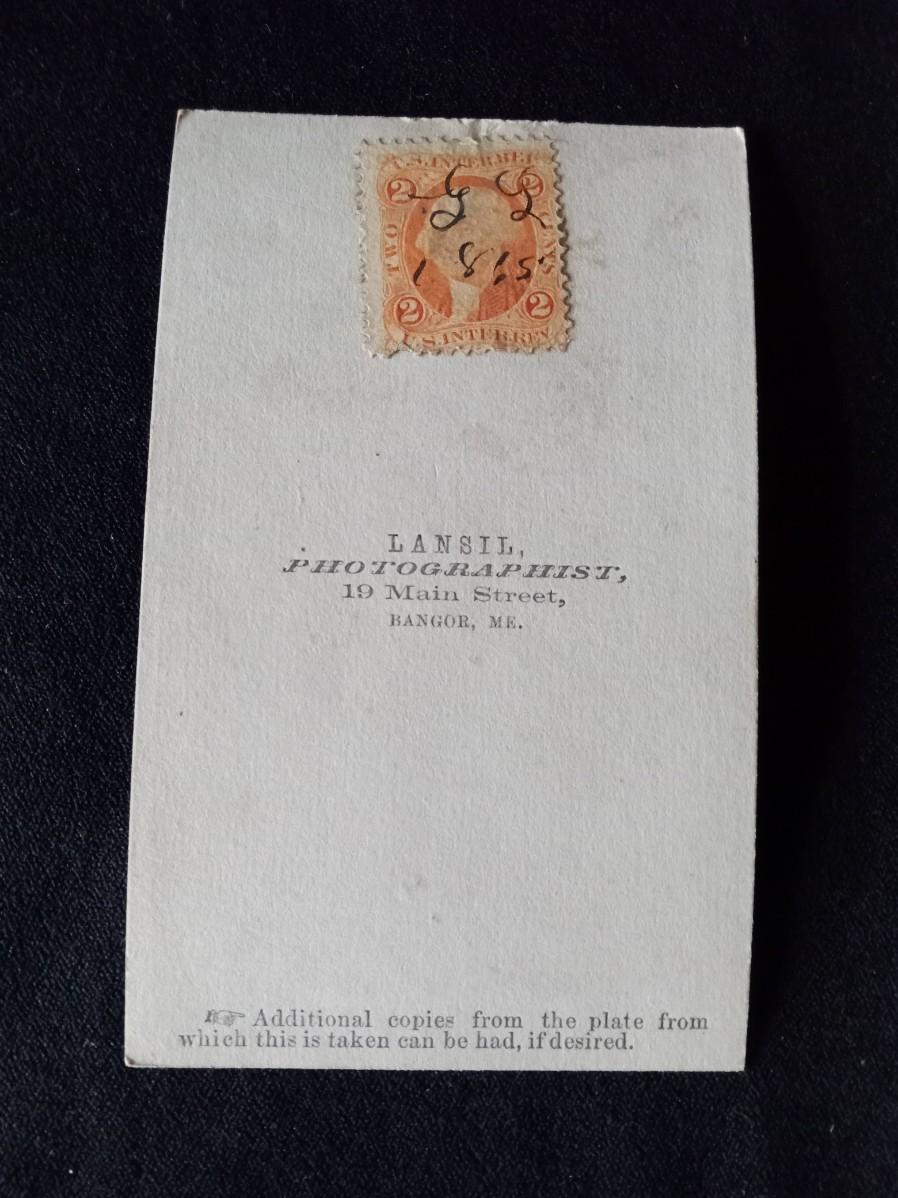 U.S. INTER. REV.
2 2
TWO CENTS
2 2
U.S. INTER. REV.
LANSIL,
PHOTOGRAPHIST,
19 Main Street,
BANGOR, ME.
☞ Additional copies from the plate from
which this is taken can be had, if desired.